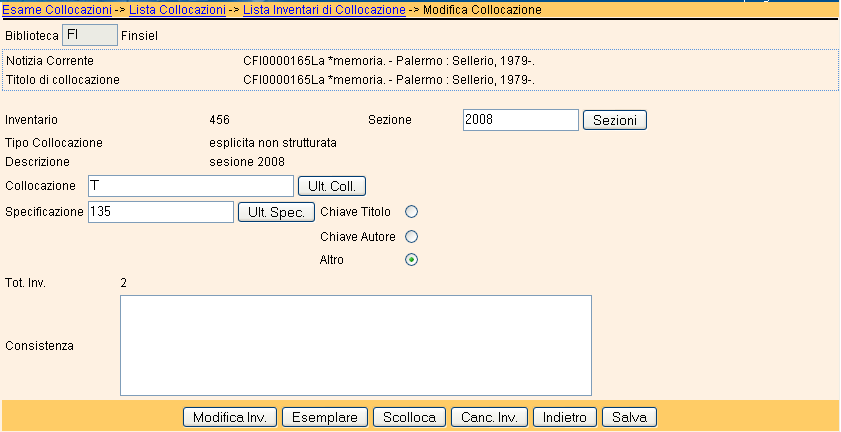 Esame Collocazioni -> Lista Collocazioni -> Lista Inventari di Collocazione -> Modifica Collocazione
Biblioteca FI Finsiel
Notizia Corrente CFI0000165La *memoria. - Palermo : Sellerio, 1979-.
Titolo di collocazione CFI0000165La *memoria. - Palermo : Sellerio, 1979-.
Inventario 456 Sezione 2008 Sezioni
Tipo Collocazione esplicita non strutturata
Descrizione sesione 2008
Collocazione T Ult. Coll.
Specificazione 135 Ult. Spec. Chiave Titolo
Chiave Autore
Altro
Tot. Inv. 2
Consistenza
Modifica Inv. Esemplare Scolloca Canc. Inv. Indietro Salva